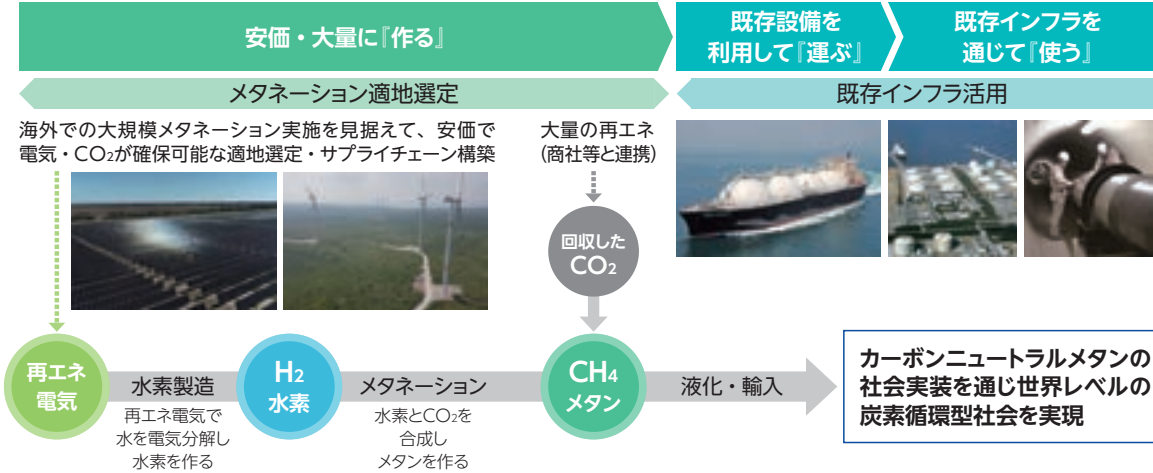 安価・大量に『作る』
既存設備を
利用して『運ぶ』
既存インフラを
通じて『使う』
メタネーション適地選定
既存インフラ活用
海外での大規模メタネーション実施を見据えて、安価で
電気・CO₂が確保可能な適地選定・サプライチェーン構築
大量の再エネ
(商社等と連携)
回収した
CO₂
再エネ
電気
水素製造
再エネ電気で
水を電気分解し
水素を作る
H₂
水素
メタネーション
水素とCO₂を
合成し
メタンを作る
CH₄
メタン
液化・輸入
カーボンニュートラルメタンの
社会実装を通じ世界レベルの
炭素循環型社会を実現